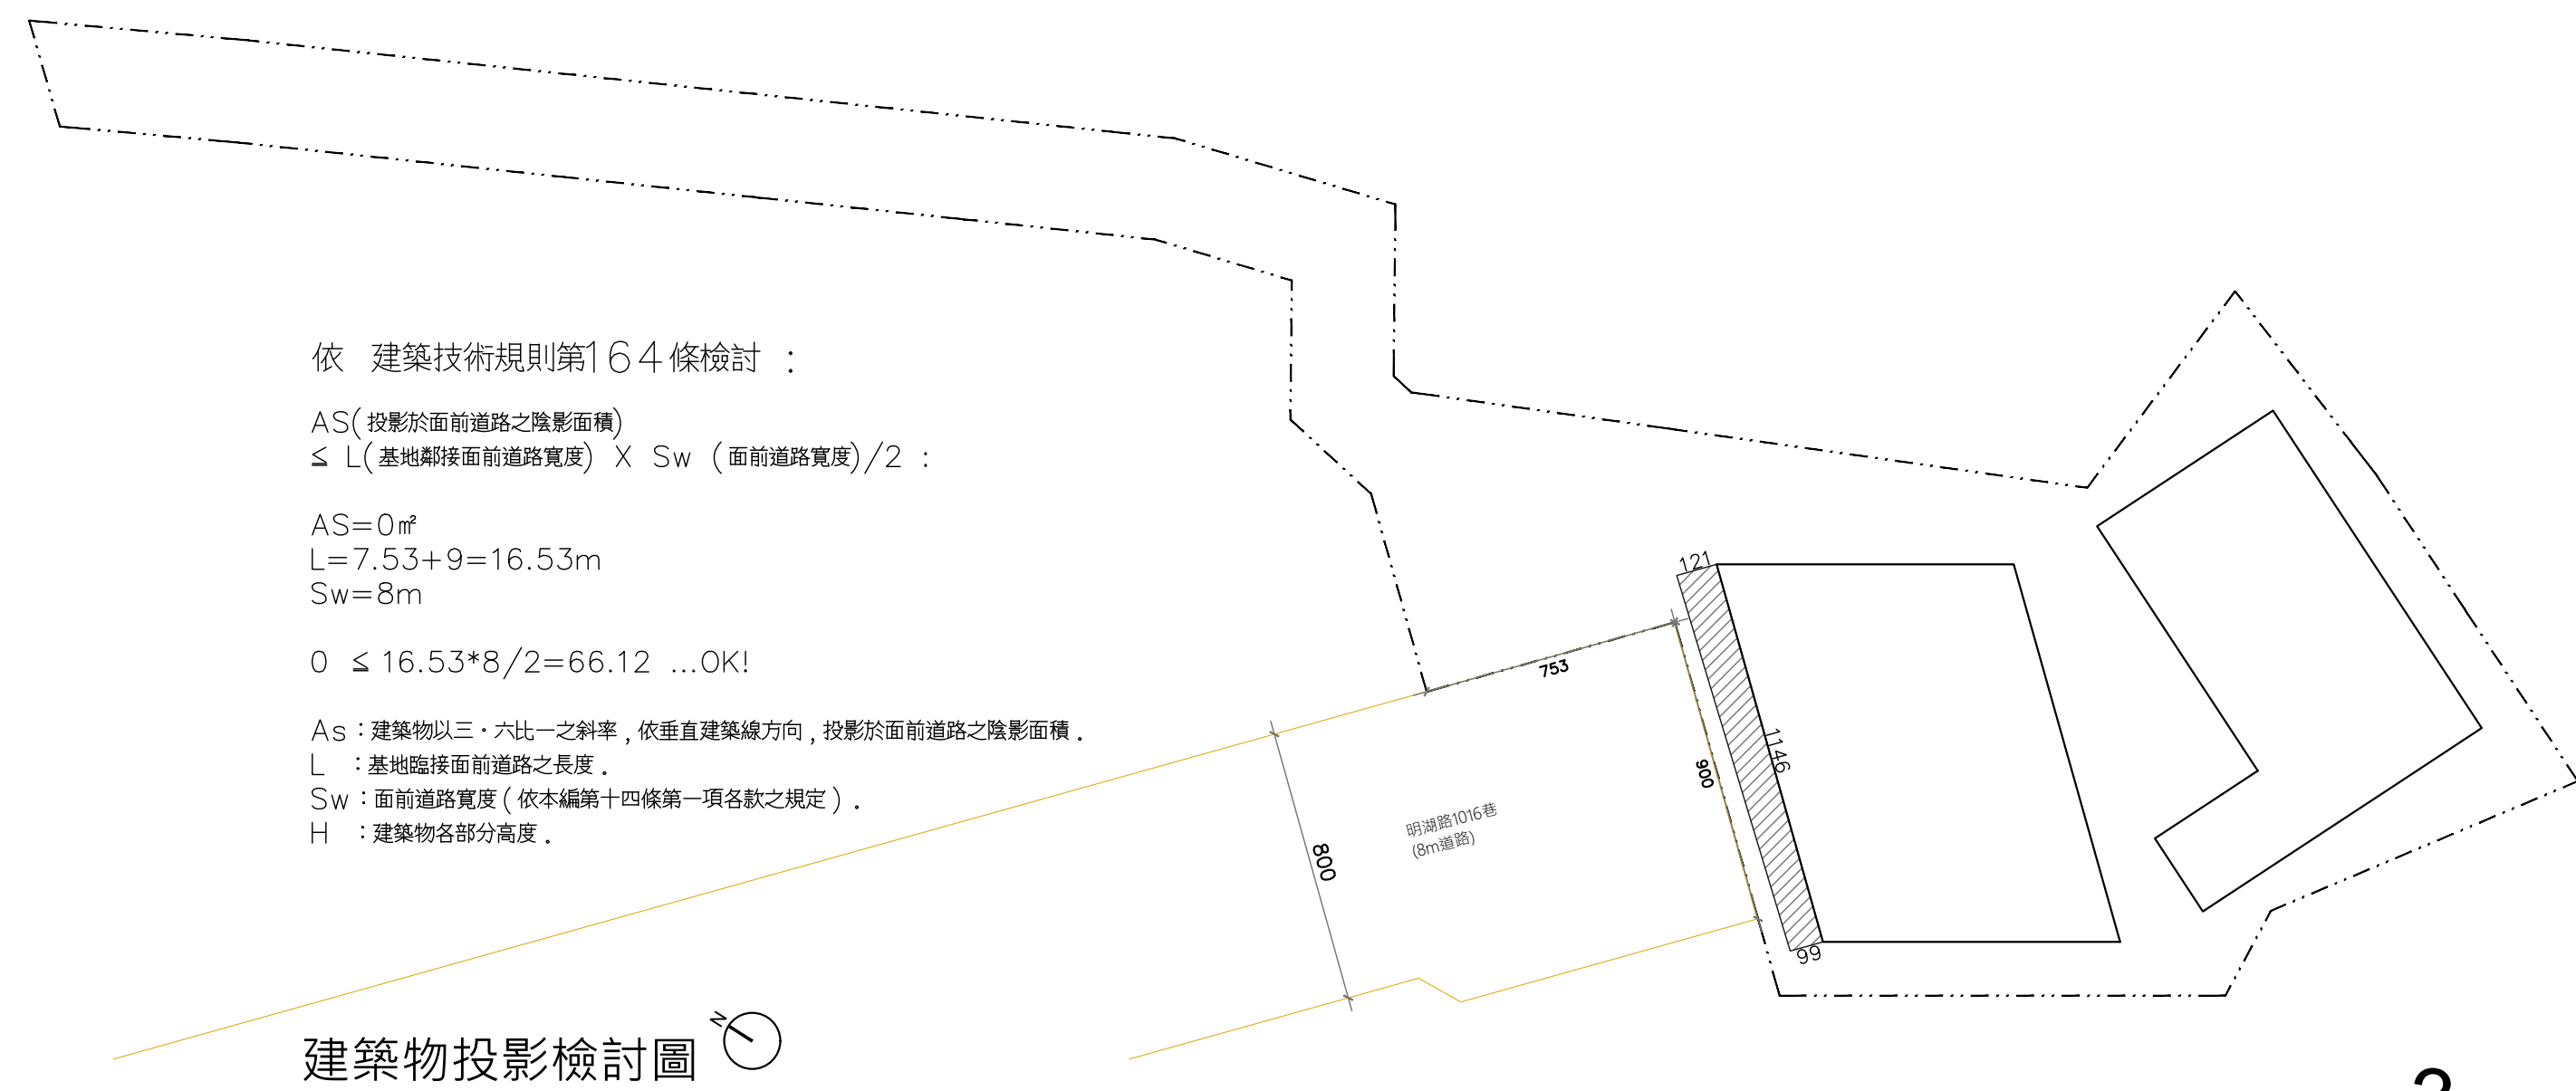 依 建築技術規則第164條檢討 :
AS(投影於面前道路之陰影面積)
≦ L(基地鄰接面前道路寬度) X Sw (面前道路寬度)/2 :
AS=0㎡
L=7.53+9=16.53m
Sw=8m
0 ≦ 16.53*8/2=66.12 ...OK!
As：建築物以三‧六比一之斜率，依垂直建築線方向，投影於面前道路之陰影面積。
L ：基地臨接面前道路之長度。
Sw：面前道路寬度(依本編第十四條第一項各款之規定)。
H ：建築物各部分高度。
121
753
1146
900
明湖路1016巷
(8m道路)
800
99
N
建築物投影檢討圖